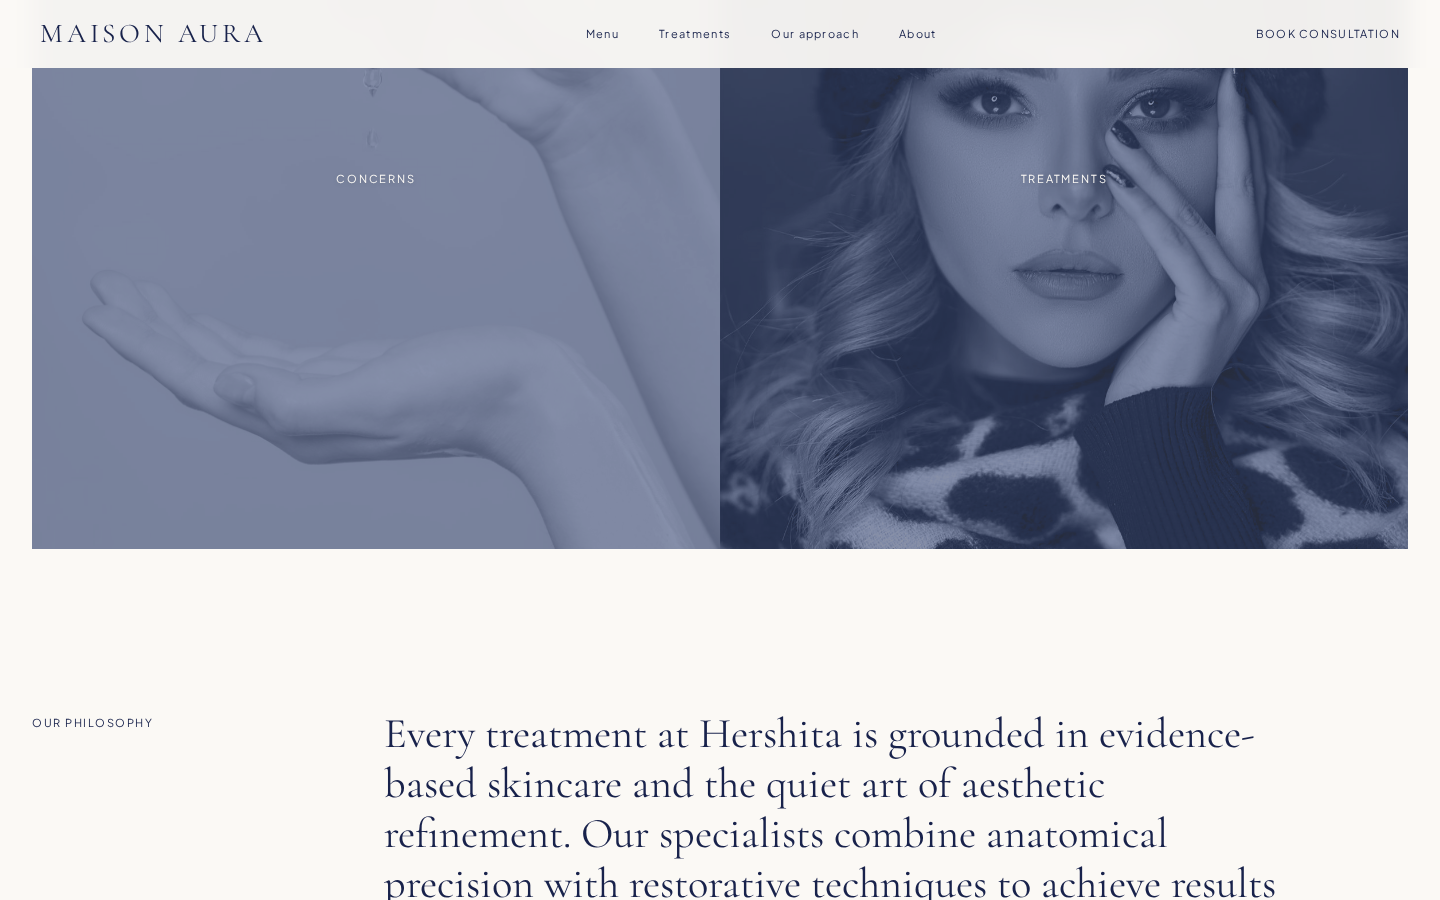 MAISON AURA
Menu
Treatments
Our approach
About
BOOK CONSULTATION
CONCERNS
TREATMENTS
OUR PHILOSOPHY
Every treatment at Hershita is grounded in evidence-
based skincare and the quiet art of aesthetic
refinement. Our specialists combine anatomical
precision with restorative techniques to achieve results